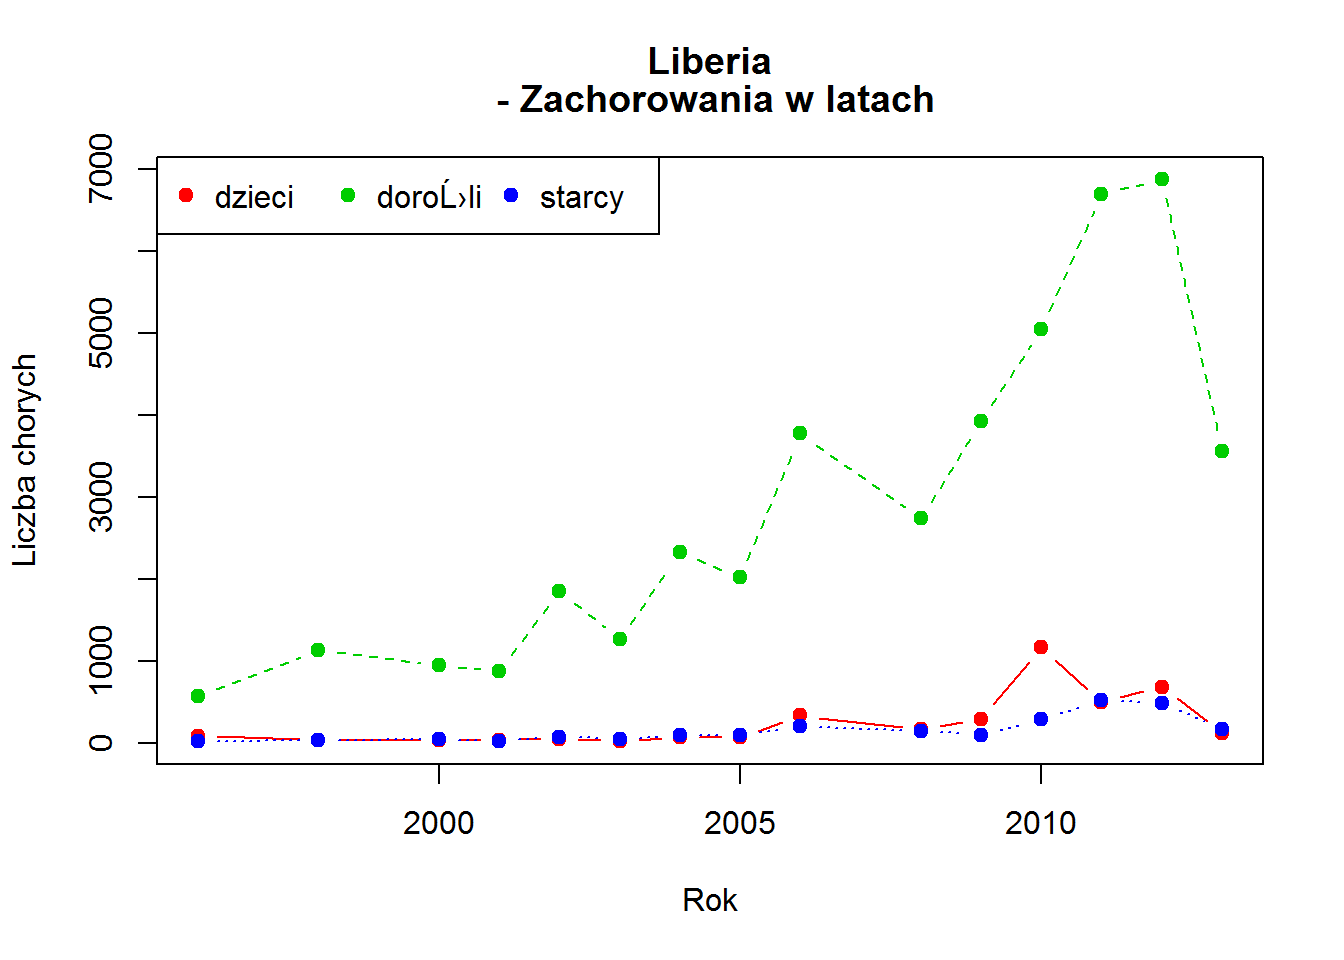 Liberia
- Zachorowania w latach
dzieci doroĹ›li starcy
7000
5000
3000
1000
0
Liczba chorych
2000 2005 2010
Rok